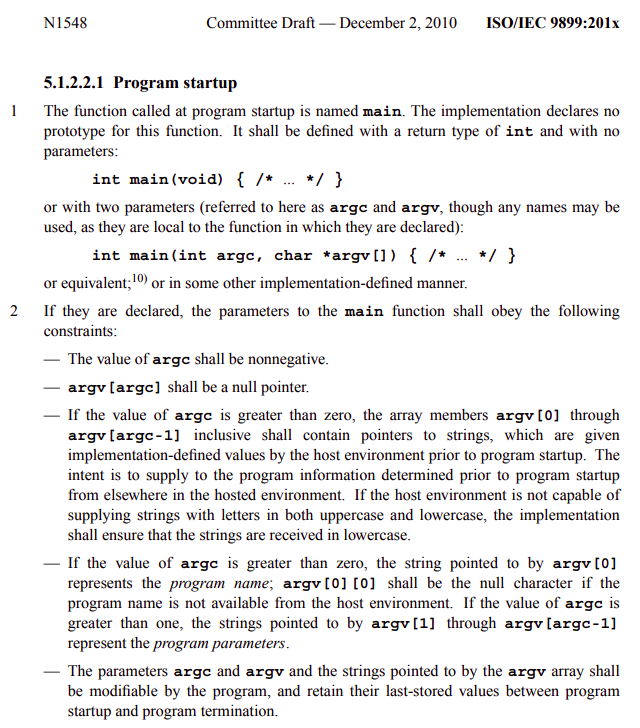 N1548 Committee Draft — December 2, 2010 ISO/IEC 9899:201x
5.1.2.2.1 Program startup
1 The function called at program startup is named main. The implementation declares no
prototype for this function. It shall be defined with a return type of int and with no
parameters:
int main(void) { /* ... */ }
or with two parameters (referred to here as argc and argv, though any names may be
used, as they are local to the function in which they are declared):
int main(int argc, char *argv[]) { /* ... */ }
or equivalent;10) or in some other implementation-defined manner.
2 If they are declared, the parameters to the main function shall obey the following
constraints:
— The value of argc shall be nonnegative.
— argv[argc] shall be a null pointer.
— If the value of argc is greater than zero, the array members argv[0] through
argv[argc-1] inclusive shall contain pointers to strings, which are given
implementation-defined values by the host environment prior to program startup. The
intent is to supply to the program information determined prior to program startup
from elsewhere in the hosted environment. If the host environment is not capable of
supplying strings with letters in both uppercase and lowercase, the implementation
shall ensure that the strings are received in lowercase.
— If the value of argc is greater than zero, the string pointed to by argv[0]
represents the program name; argv[0][0] shall be the null character if the
program name is not available from the host environment. If the value of argc is
greater than one, the strings pointed to by argv[1] through argv[argc-1]
represent the program parameters.
— The parameters argc and argv and the strings pointed to by the argv array shall
be modifiable by the program, and retain their last-stored values between program
startup and program termination.